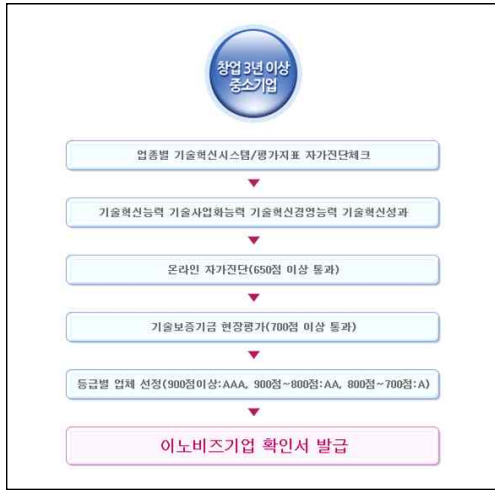 창업 3년 이상
중소기업
업종별 기술혁신시스템/평가지표 자가진단체크
기술혁신능력 기술사업화능력 기술혁신경영능력 기술혁신성과
온라인 자가진단(650점 이상 통과)
기술보증기금 현장평가(700점 이상 통과)
등급별 업체 선정(900점이상:AAA, 900점~800점:AA, 800점~700점:A)
이노비즈기업 확인서 발급